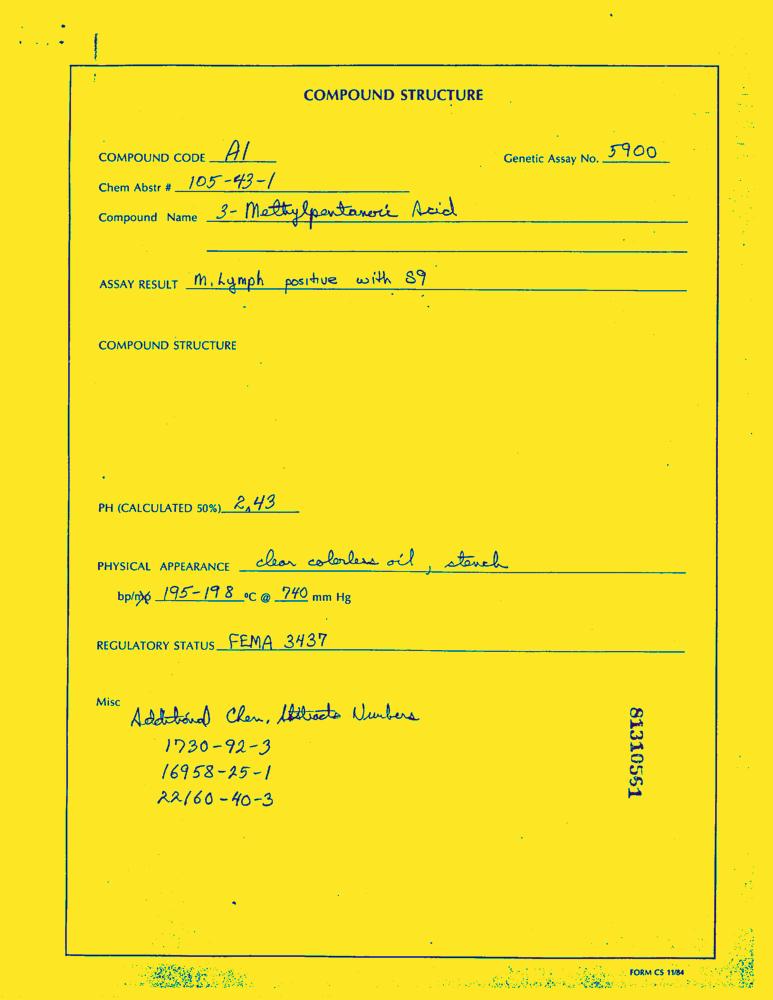 COMPOUND STRUCTURE
COMPOUND CODE A1
Genetic Assay No. 5900
Chem Abstr # 105-43-1
Compound Name 3-Methylpentanoic Acid
ASSAY RESULT M. Lymph positive with S9
COMPOUND STRUCTURE
PH (CALCULATED 50%) 2.43
PHYSICAL APPEARANCE clear colorless oil, stench
bp/mp 195-198 °C @ 740 mm Hg
REGULATORY STATUS FEMA 3437
Misc
Additional Chem. Abstracts Numbers
1730-92-3
16958-25-1
22160-40-3
81310551
FORM CS 11/84